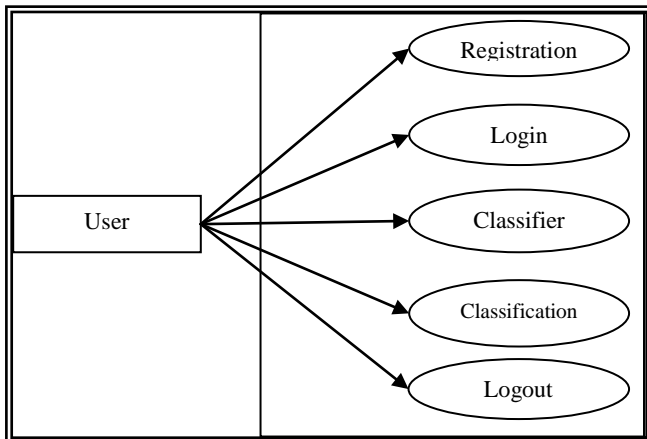 Registration
Login
User
Classifier
Classification
Logout